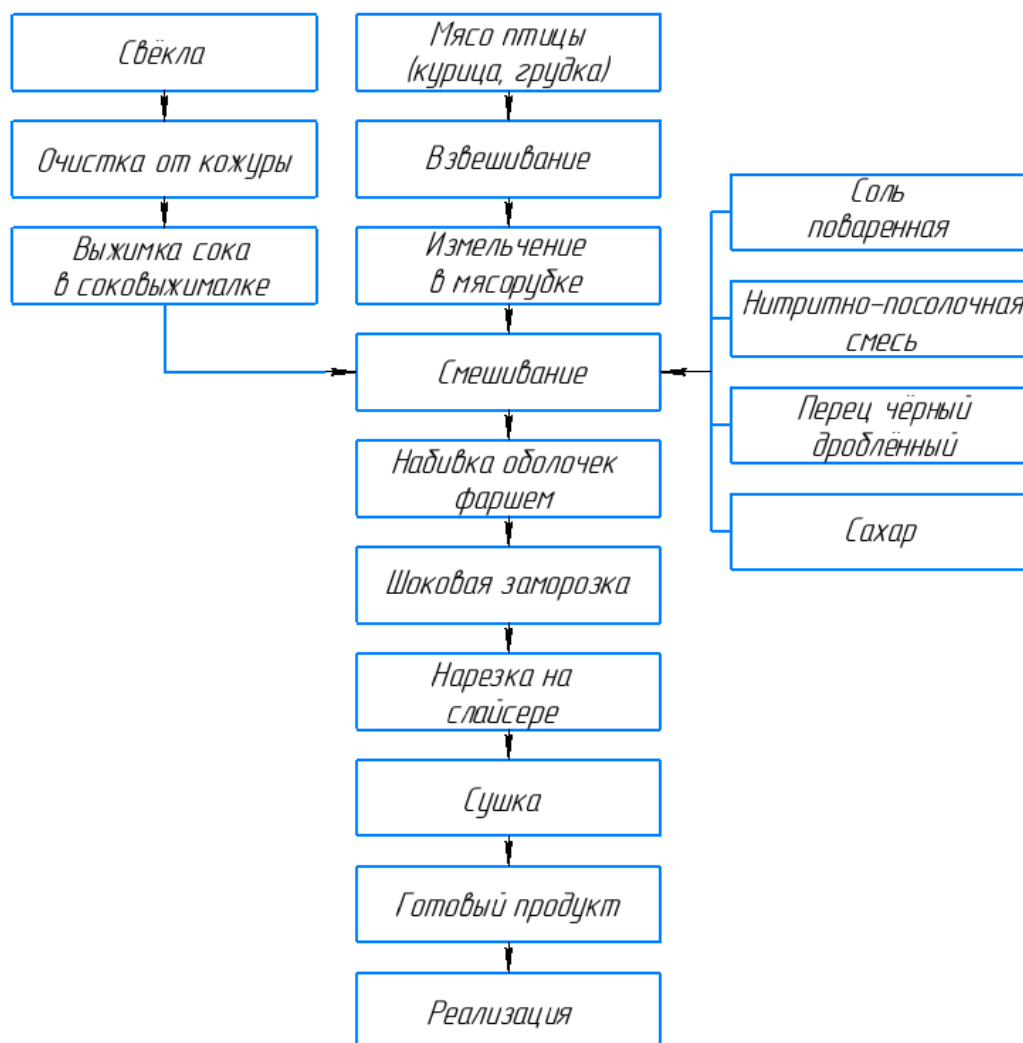 Свёкла
Очистка от кожуры
Выжимка сока
в соковыжималке
Мясо птицы
(курица, грудка)
Взвешивание
Измельчение
в мясорубке
Смешивание
Набивка оболочек
фаршем
Шоковая заморозка
Нарезка на
слайсере
Сушка
Готовый продукт
Реализация
Соль
поваренная
Нитритно-посолочная
смесь
Перец чёрный
дроблённый
Сахар